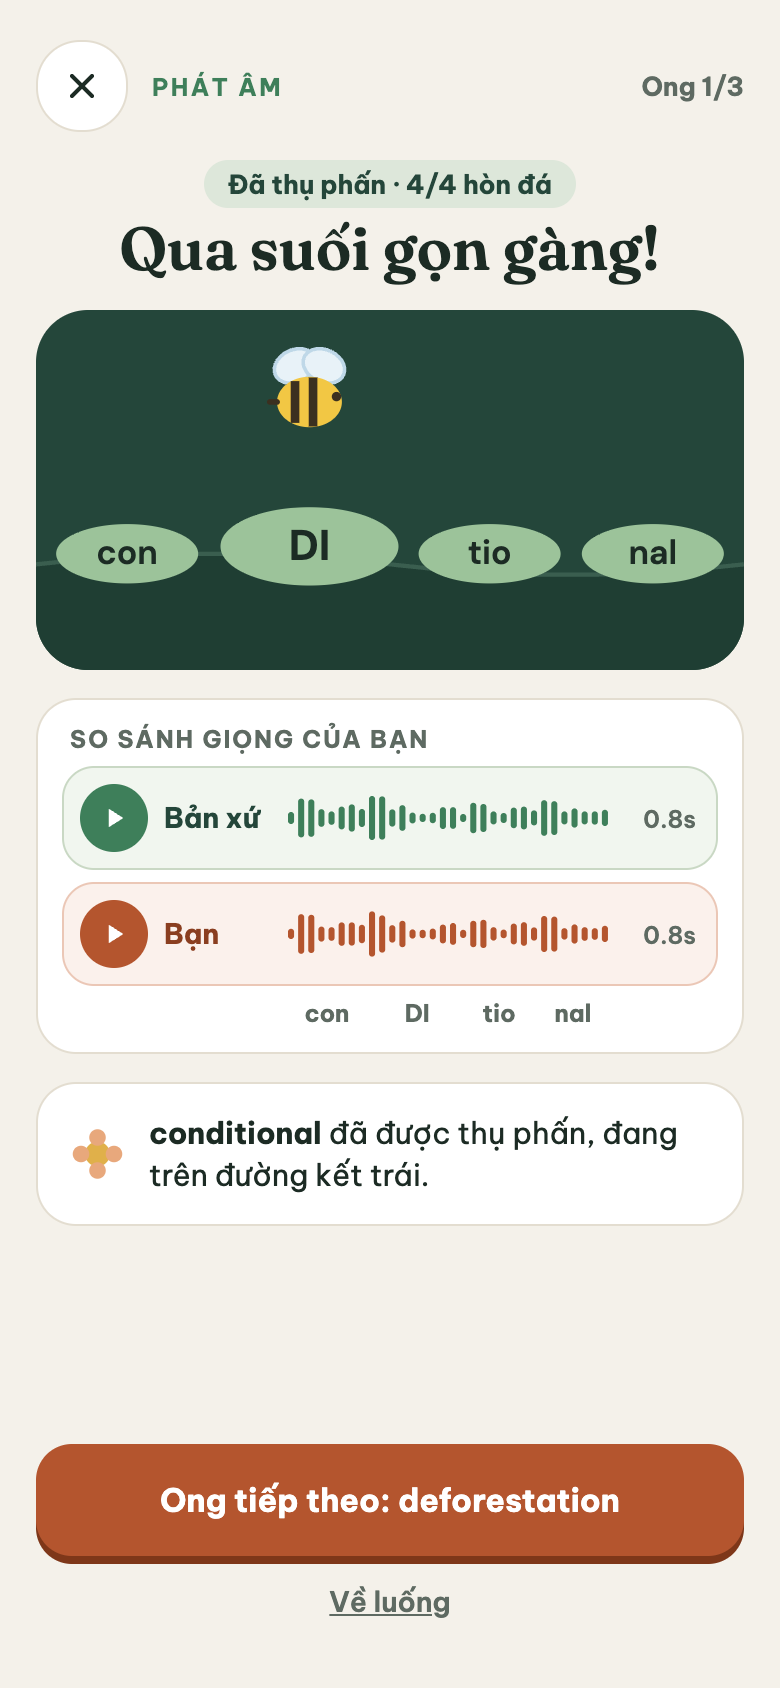 PHÁT ÂM
Ong 1/3
Đã thụ phấn · 4/4 hòn đá
Qua suối gọn gàng!
con DI tio nal
SO SÁNH GIỌNG CỦA BẠN
Bản xứ 0.8s
Bạn 0.8s
con DI tio nal
conditional đã được thụ phấn, đang
trên đường kết trái.
Ong tiếp theo: deforestation
Về luống